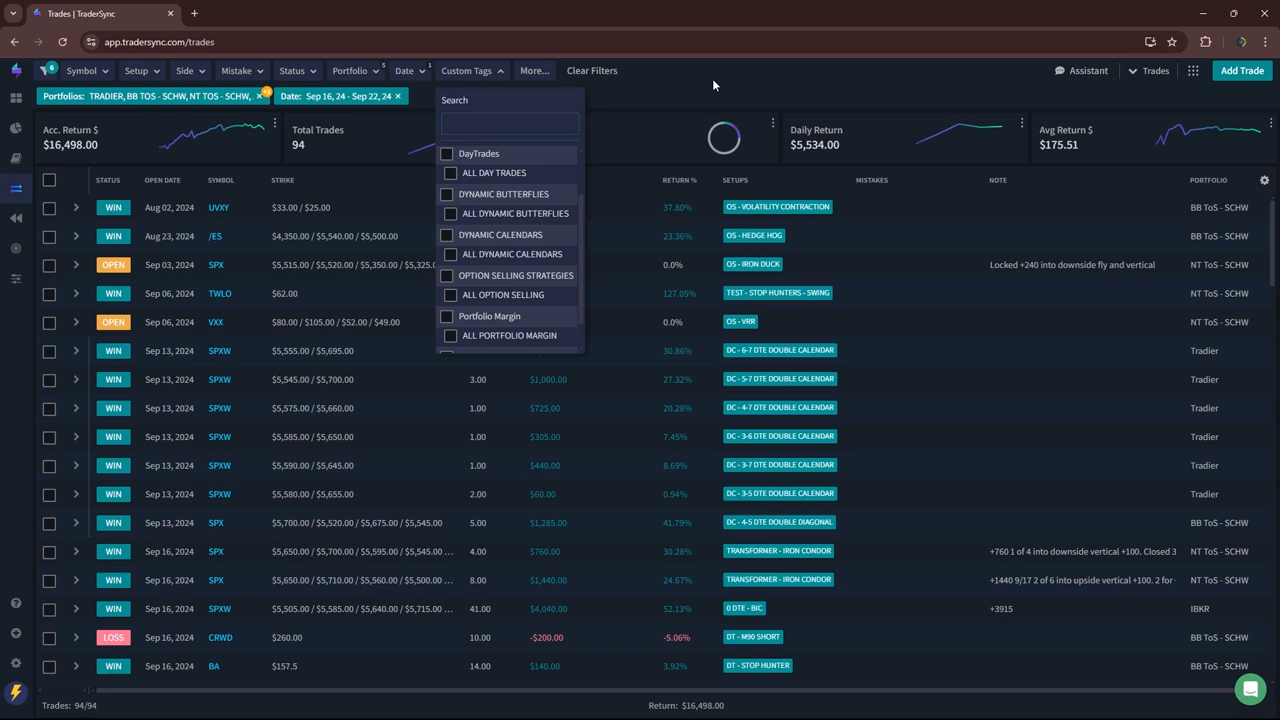 Trades | TraderSync
app.tradersync.com/trades
6 Symbol Setup Side Mistake Status Portfolio 5 Date 1 Custom Tags More... Clear Filters Assistant Trades Add Trade
Portfolios: TRADIER, BB TOS - SCHW, NT TOS - SCHW, . × +3 Date: Sep 16, 24 - Sep 22, 24 ×
Search
Acc. Return $
$16,498.00
Total Trades
94
Daily Return
$5,534.00
Avg Return $
$175.51
DayTrades
ALL DAY TRADES
DYNAMIC BUTTERFLIES
ALL DYNAMIC BUTTERFLIES
DYNAMIC CALENDARS
ALL DYNAMIC CALENDARS
OPTION SELLING STRATEGIES
ALL OPTION SELLING
Portfolio Margin
ALL PORTFOLIO MARGIN
STATUS OPEN DATE SYMBOL STRIKE RETURN % SETUPS MISTAKES NOTE PORTFOLIO
WIN Aug 02, 2024 UVXY $33.00 / $25.00 37.80% OS - VOLATILITY CONTRACTION BB ToS - SCHW
WIN Aug 23, 2024 /ES $4,350.00 / $5,540.00 / $5,500.00 23.36% OS - HEDGE HOG BB ToS - SCHW
OPEN Sep 03, 2024 SPX $5,515.00 / $5,520.00 / $5,350.00 / $5,325. 0.0% OS - IRON DUCK Locked +240 into downside fly and vertical NT ToS - SCHW
WIN Sep 06, 2024 TWLO $62.00 127.05% TEST - STOP HUNTERS - SWING NT ToS - SCHW
OPEN Sep 06, 2024 VXX $80.00 / $105.00 / $52.00 / $49.00 0.0% OS - VRR NT ToS - SCHW
WIN Sep 13, 2024 SPXW $5,555.00 / $5,695.00 30.86% DC - 6-7 DTE DOUBLE CALENDAR Tradier
WIN Sep 13, 2024 SPXW $5,545.00 / $5,700.00 3.00 $1,000.00 27.32% DC - 5-7 DTE DOUBLE CALENDAR Tradier
WIN Sep 13, 2024 SPXW $5,575.00 / $5,660.00 1.00 $725.00 20.28% DC - 4-7 DTE DOUBLE CALENDAR Tradier
WIN Sep 13, 2024 SPXW $5,585.00 / $5,650.00 1.00 $305.00 7.45% DC - 3-6 DTE DOUBLE CALENDAR Tradier
WIN Sep 13, 2024 SPXW $5,590.00 / $5,645.00 1.00 $440.00 8.69% DC - 3-7 DTE DOUBLE CALENDAR Tradier
WIN Sep 13, 2024 SPXW $5,580.00 / $5,655.00 2.00 $60.00 0.94% DC - 3-5 DTE DOUBLE CALENDAR Tradier
WIN Sep 13, 2024 SPX $5,700.00 / $5,520.00 / $5,675.00 / $5,545.00 5.00 $1,285.00 41.79% DC - 4-5 DTE DOUBLE DIAGONAL BB ToS - SCHW
WIN Sep 16, 2024 SPX $5,650.00 / $5,700.00 / $5,595.00 / $5,545.00 ... 4.00 $760.00 30.28% TRANSFORMER - IRON CONDOR +760 1 of 4 into downside vertical +100. Closed 3 NT ToS - SCHW
WIN Sep 16, 2024 SPX $5,650.00 / $5,710.00 / $5,560.00 / $5,500.00 ... 8.00 $1,440.00 24.67% TRANSFORMER - IRON CONDOR +1440 9/17 2 of 6 into upside vertical +100. 2 for NT ToS - SCHW
WIN Sep 16, 2024 SPXW $5,505.00 / $5,585.00 / $5,640.00 / $5,715.00 ... 41.00 $4,040.00 52.13% 0 DTE - BIC +3915 IBKR
LOSS Sep 16, 2024 CRWD $260.00 10.00 -$200.00 -5.06% DT - M90 SHORT BB ToS - SCHW
WIN Sep 16, 2024 BA $157.5 14.00 $140.00 3.92% DT - STOP HUNTER BB ToS - SCHW
Trades: 94/94 Return: $16,498.00